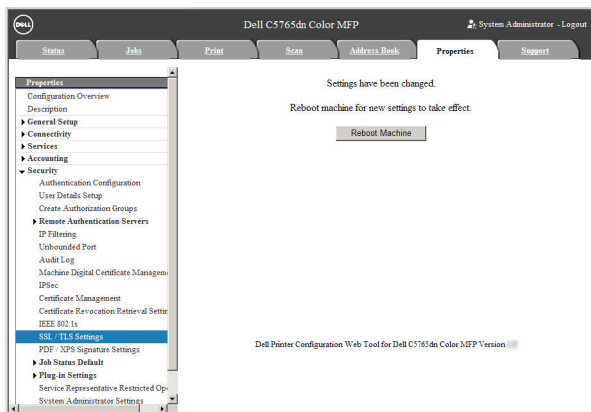 DELL
Dell C5765dn Color MFP
System Administrator - Logout
Status
Jobs
Print
Scan
Address Book
Properties
Support
Properties
Configuration Overview
Description
General Setup
Connectivity
Services
Accounting
Security
Authentication Configuration
User Details Setup
Create Authorization Groups
Remote Authentication Servers
IP Filtering
Unbounded Port
Audit Log
Machine Digital Certificate Managem
IPSec
Certificate Management
Certificate Revocation Retrieval Settin
IEEE 802.1x
SSL / TLS Settings
PDF / XPS Signature Settings
Job Status Default
Plug-in Settings
Service Representative Restricted Op
System Administrator Settings
Settings have been changed.
Reboot machine for new settings to take effect.
Reboot Machine
Dell Printer Configuration Web Tool for Dell C5765dn Color MFP Version